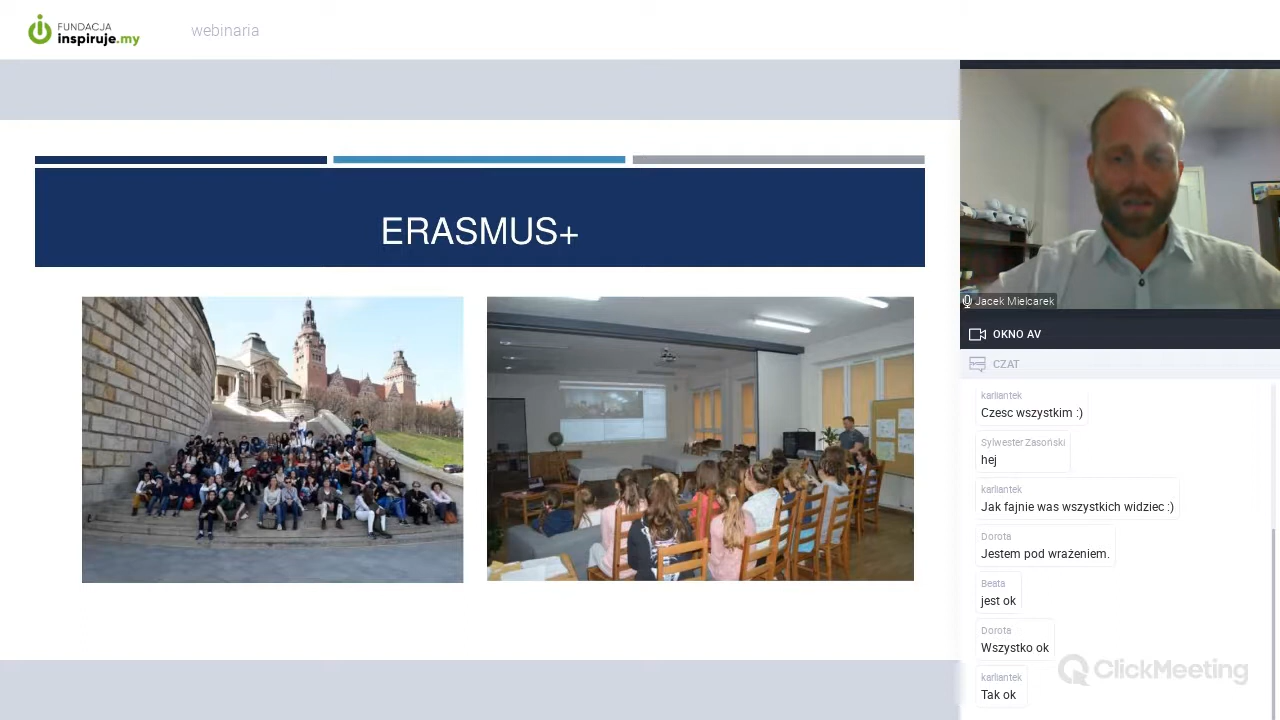 FUNDACJA
inspiruje.my
webinaria
ERASMUS+
Jacek Mielcarek
OKNO AV
CZAT
karliantek
Czesc wszystkim :)
Sylwester Zasoński
hej
karliantek
Jak fajnie was wszystkich widziec :)
Dorota
Jestem pod wrażeniem.
Beata
jest ok
Dorota
Wszystko ok
karliantek
Tak ok
ClickMeeting